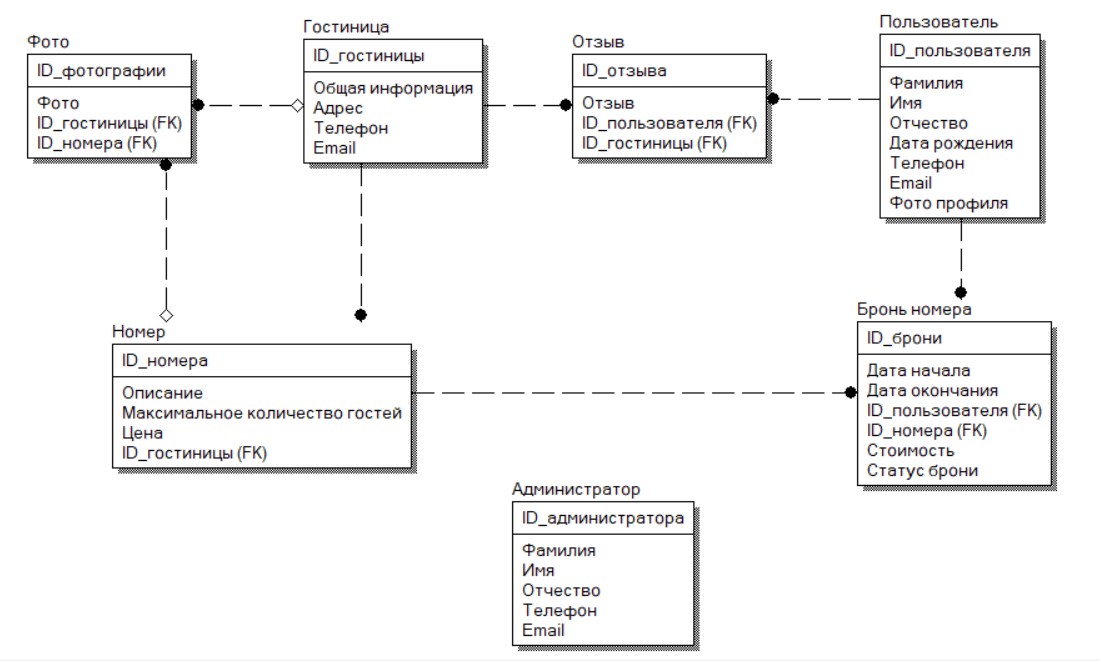 Фото
ID_фотографии
Фото
ID_гостиницы (FK)
ID_номера (FK)
Гостиница
ID_гостиницы
Общая информация
Адрес
Телефон
Email
Отзыв
ID_отзыва
Отзыв
ID_пользователя (FK)
ID_гостиницы (FK)
Пользователь
ID_пользователя
Фамилия
Имя
Отчество
Дата рождения
Телефон
Email
Фото профиля
Номер
ID_номера
Описание
Максимальное количество гостей
Цена
ID_гостиницы (FK)
Бронь номера
ID_брони
Дата начала
Дата окончания
ID_пользователя (FK)
ID_номера (FK)
Стоимость
Статус брони
Администратор
ID_администратора
Фамилия
Имя
Отчество
Телефон
Email